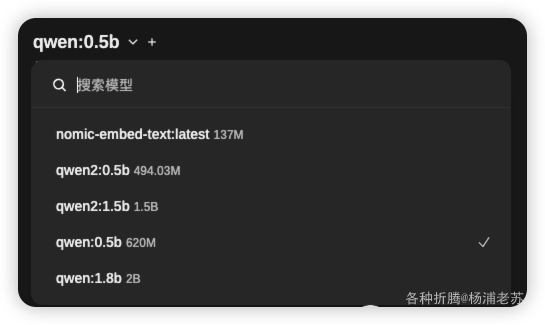 qwen:0.5b
搜索模型
nomic-embed-text:latest 137M
qwen2:0.5b 494.03M
qwen2:1.5b 1.5B
qwen:0.5b 620M
qwen:1.8b 2B
各种折腾@杨浦老苏